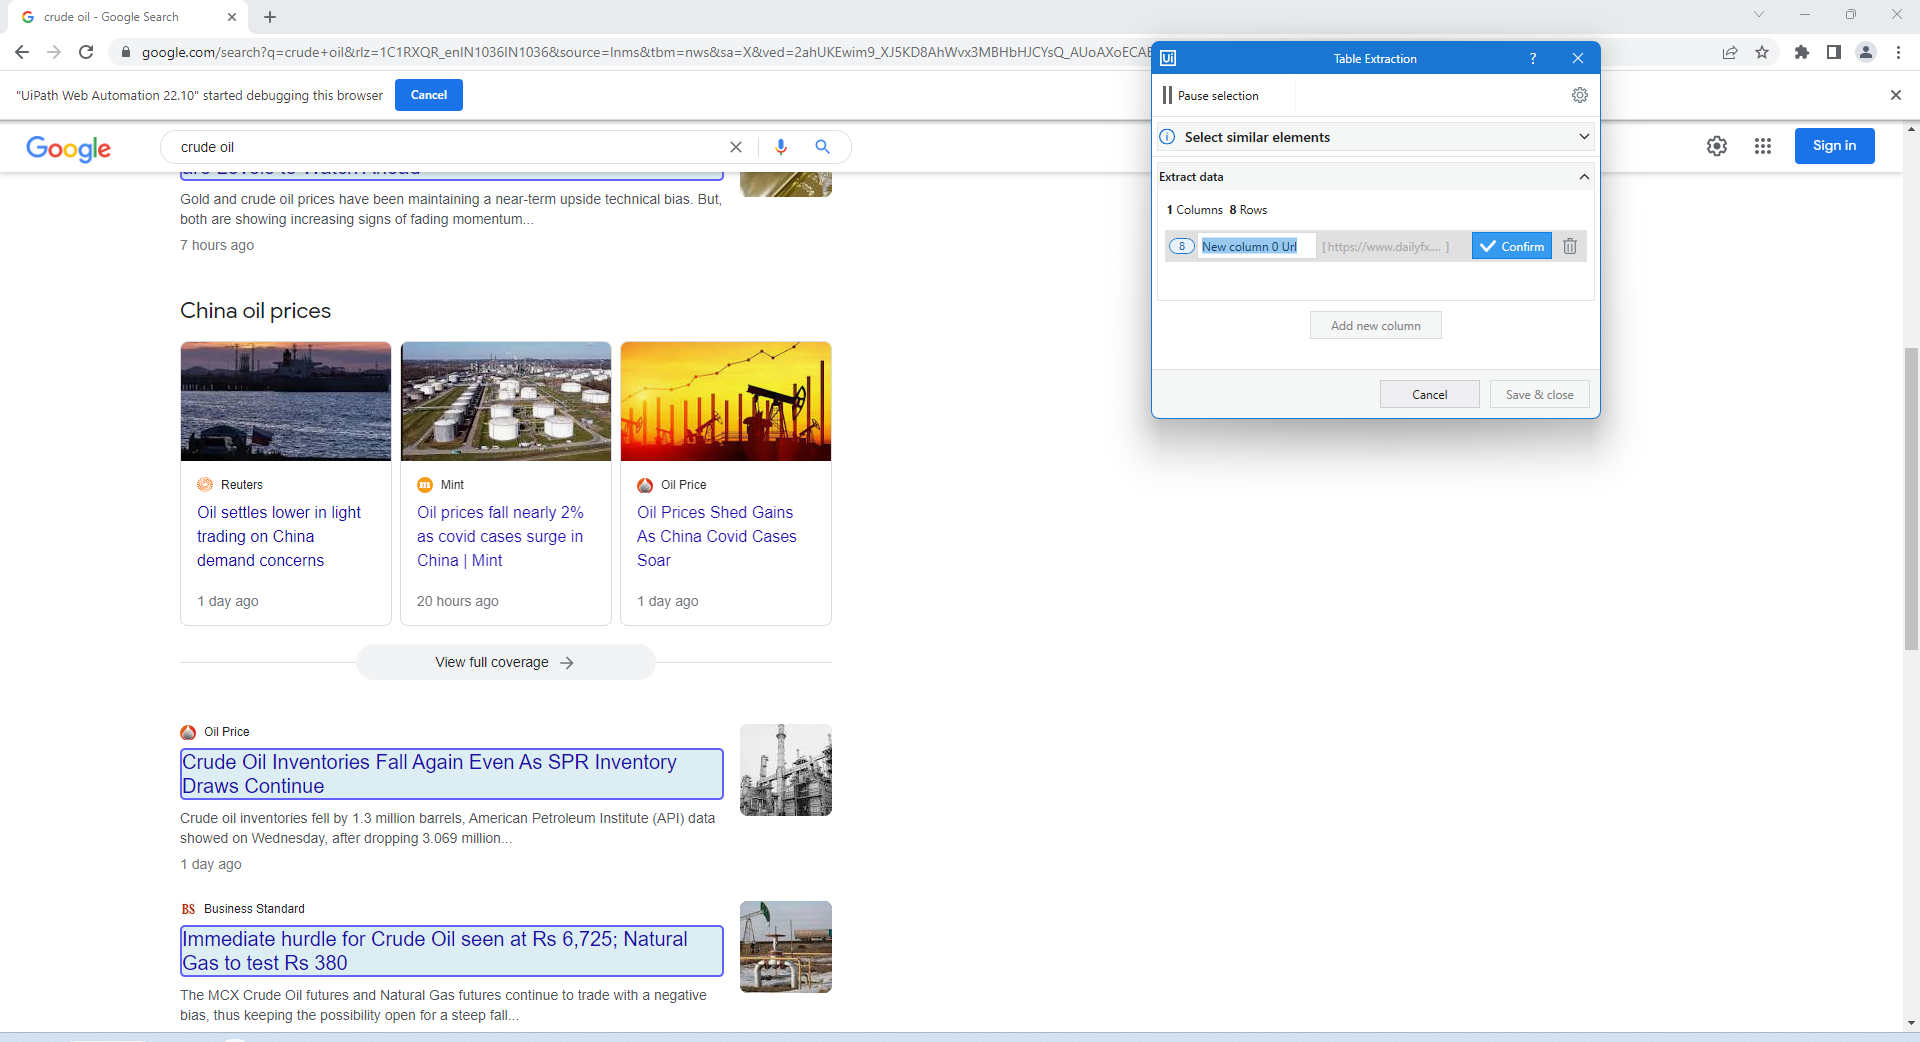 crude oil - Google Search
google.com/search?q=crude+oil&rlz=1C1RXQR_enIN1036IN1036&source=lnms&tbm=nws&sa=X&ved=2ahUKEwim9_XJ5KD8AhWvx3MBHbHJCYsQ_AUoAXoECAE
"UiPath Web Automation 22.10" started debugging this browser
Cancel
Google
crude oil
Sign in
Gold and crude oil prices have been maintaining a near-term upside technical bias. But,
both are showing increasing signs of fading momentum...
7 hours ago
China oil prices
Reuters
Oil settles lower in light
trading on China
demand concerns
1 day ago
Mint
Oil prices fall nearly 2%
as covid cases surge in
China | Mint
20 hours ago
Oil Price
Oil Prices Shed Gains
As China Covid Cases
Soar
1 day ago
View full coverage
Oil Price
Crude Oil Inventories Fall Again Even As SPR Inventory
Draws Continue
Crude oil inventories fell by 1.3 million barrels, American Petroleum Institute (API) data
showed on Wednesday, after dropping 3.069 million...
1 day ago
BS Business Standard
Immediate hurdle for Crude Oil seen at Rs 6,725; Natural
Gas to test Rs 380
The MCX Crude Oil futures and Natural Gas futures continue to trade with a negative
bias, thus keeping the possibility open for a steep fall...
Ui Table Extraction ?
Pause selection
Select similar elements
Extract data
1 Columns 8 Rows
8 New column 0 Url [ https://www.dailyfx.... ] Confirm
Add new column
Cancel Save & close